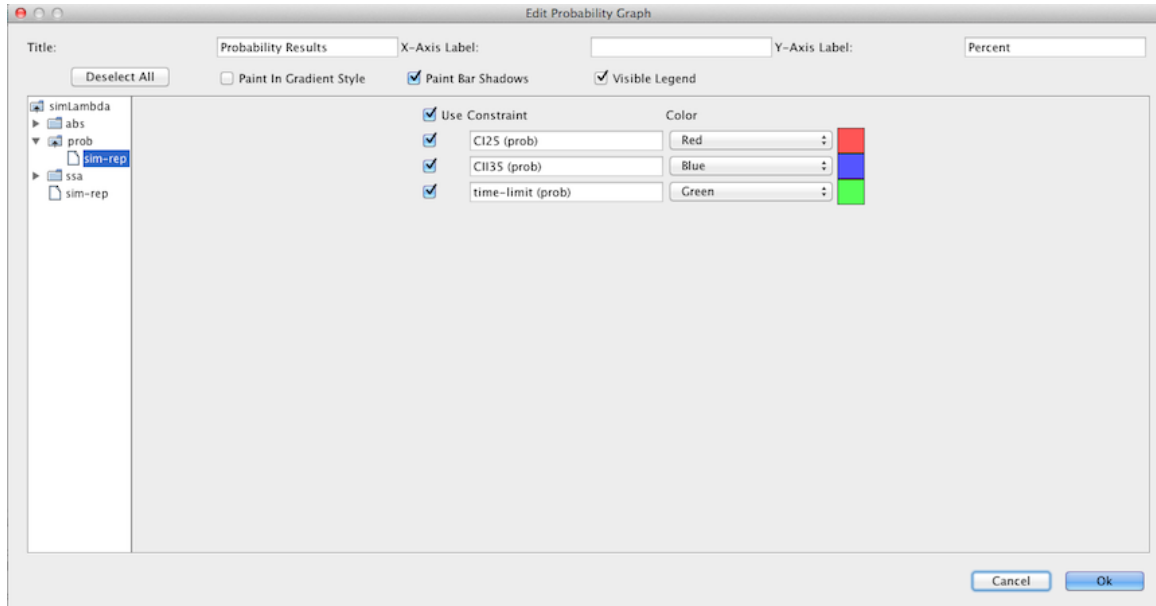 Edit Probability Graph
Title: Probability Results X-Axis Label: Y-Axis Label: Percent
Deselect All Paint In Gradient Style Paint Bar Shadows Visible Legend
simLambda
abs
prob
sim-rep
ssa
sim-rep
Use Constraint Color
CI25 (prob) Red
CII35 (prob) Blue
time-limit (prob) Green
Cancel Ok